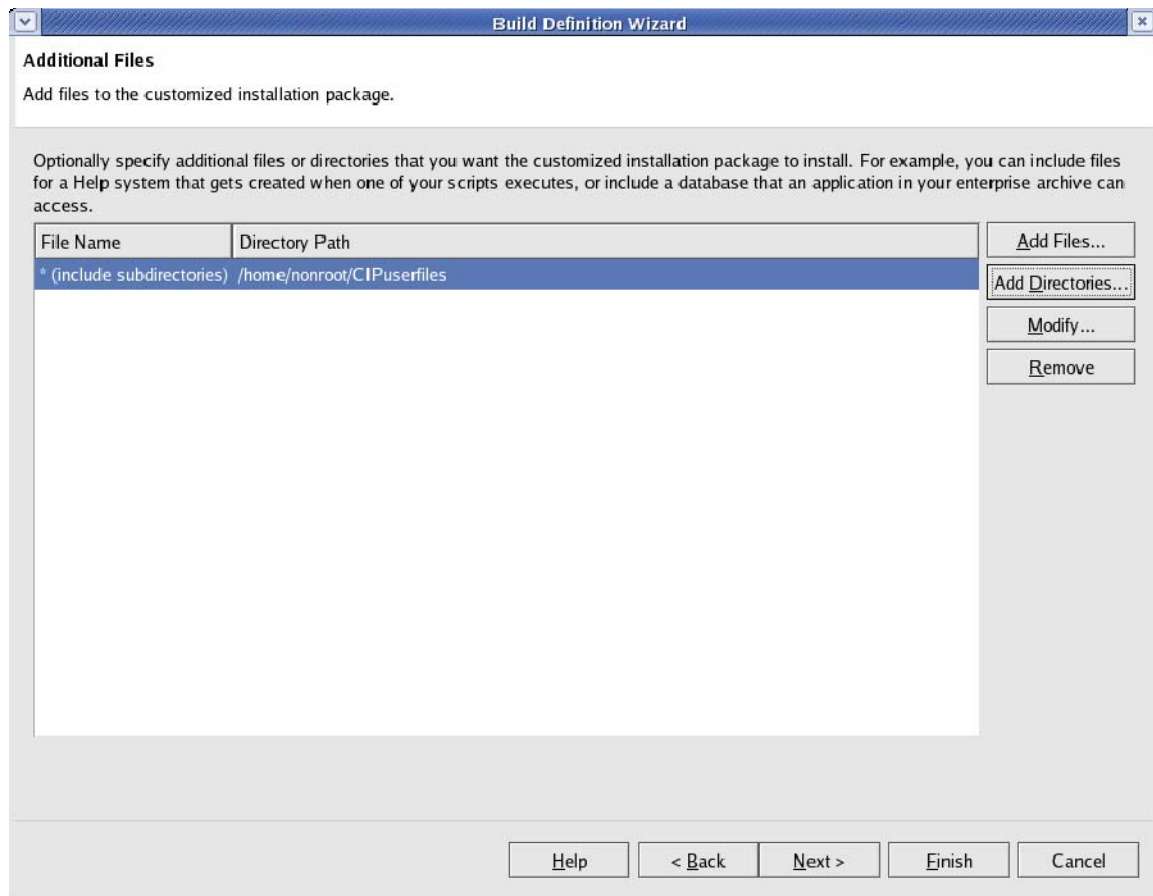 Build Definition Wizard
Additional Files
Add files to the customized installation package.
Optionally specify additional files or directories that you want the customized installation package to install. For example, you can include files
for a Help system that gets created when one of your scripts executes, or include a database that an application in your enterprise archive can
access.
File Name Directory Path
* (include subdirectories) /home/nonroot/CIPuserfiles
Add Files...
Add Directories...
Modify...
Remove
Help < Back Next > Finish Cancel